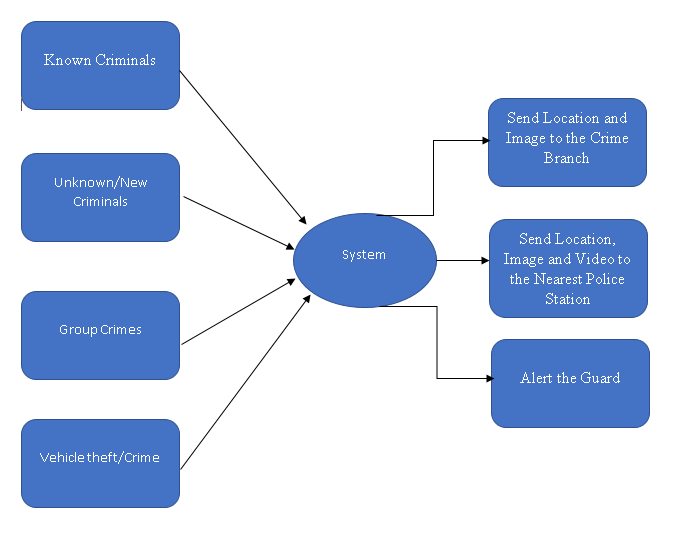 Known Criminals
Unknown/New
Criminals
Group Crimes
Vehicle theft/Crime
System
Send Location and
Image to the Crime
Branch
Send Location,
Image and Video to
the Nearest Police
Station
Alert the Guard